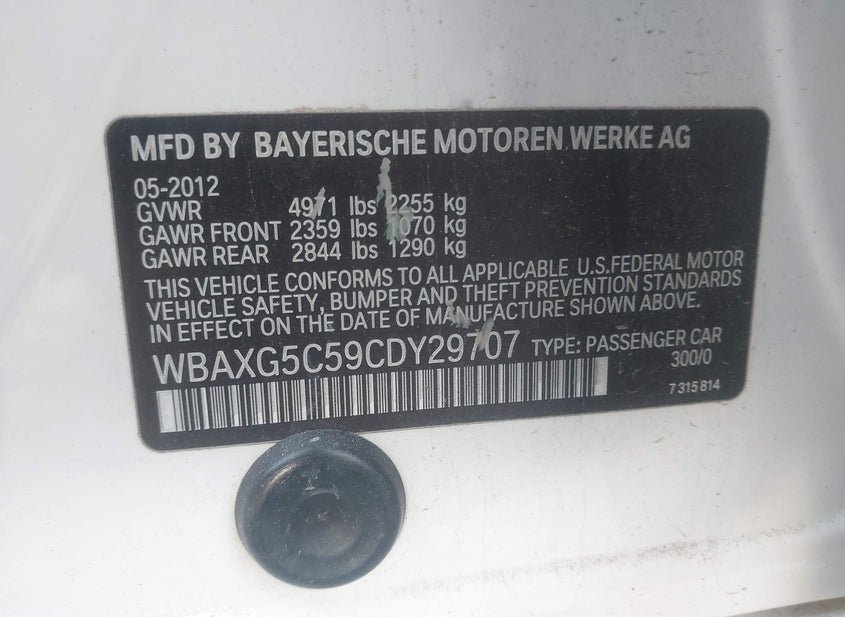 MFD BY BAYERISCHE MOTOREN WERKE AG
05-2012
GVWR 4971 lbs 2255 kg
GAWR FRONT 2359 lbs 1070 kg
GAWR REAR 2844 lbs 1290 kg
THIS VEHICLE CONFORMS TO ALL APPLICABLE U.S.FEDERAL MOTOR
VEHICLE SAFETY, BUMPER AND THEFT PREVENTION STANDARDS
IN EFFECT ON THE DATE OF MANUFACTURE SHOWN ABOVE.
WBAXG5C59CDY29707 TYPE: PASSENGER CAR
300/0
7 315 814